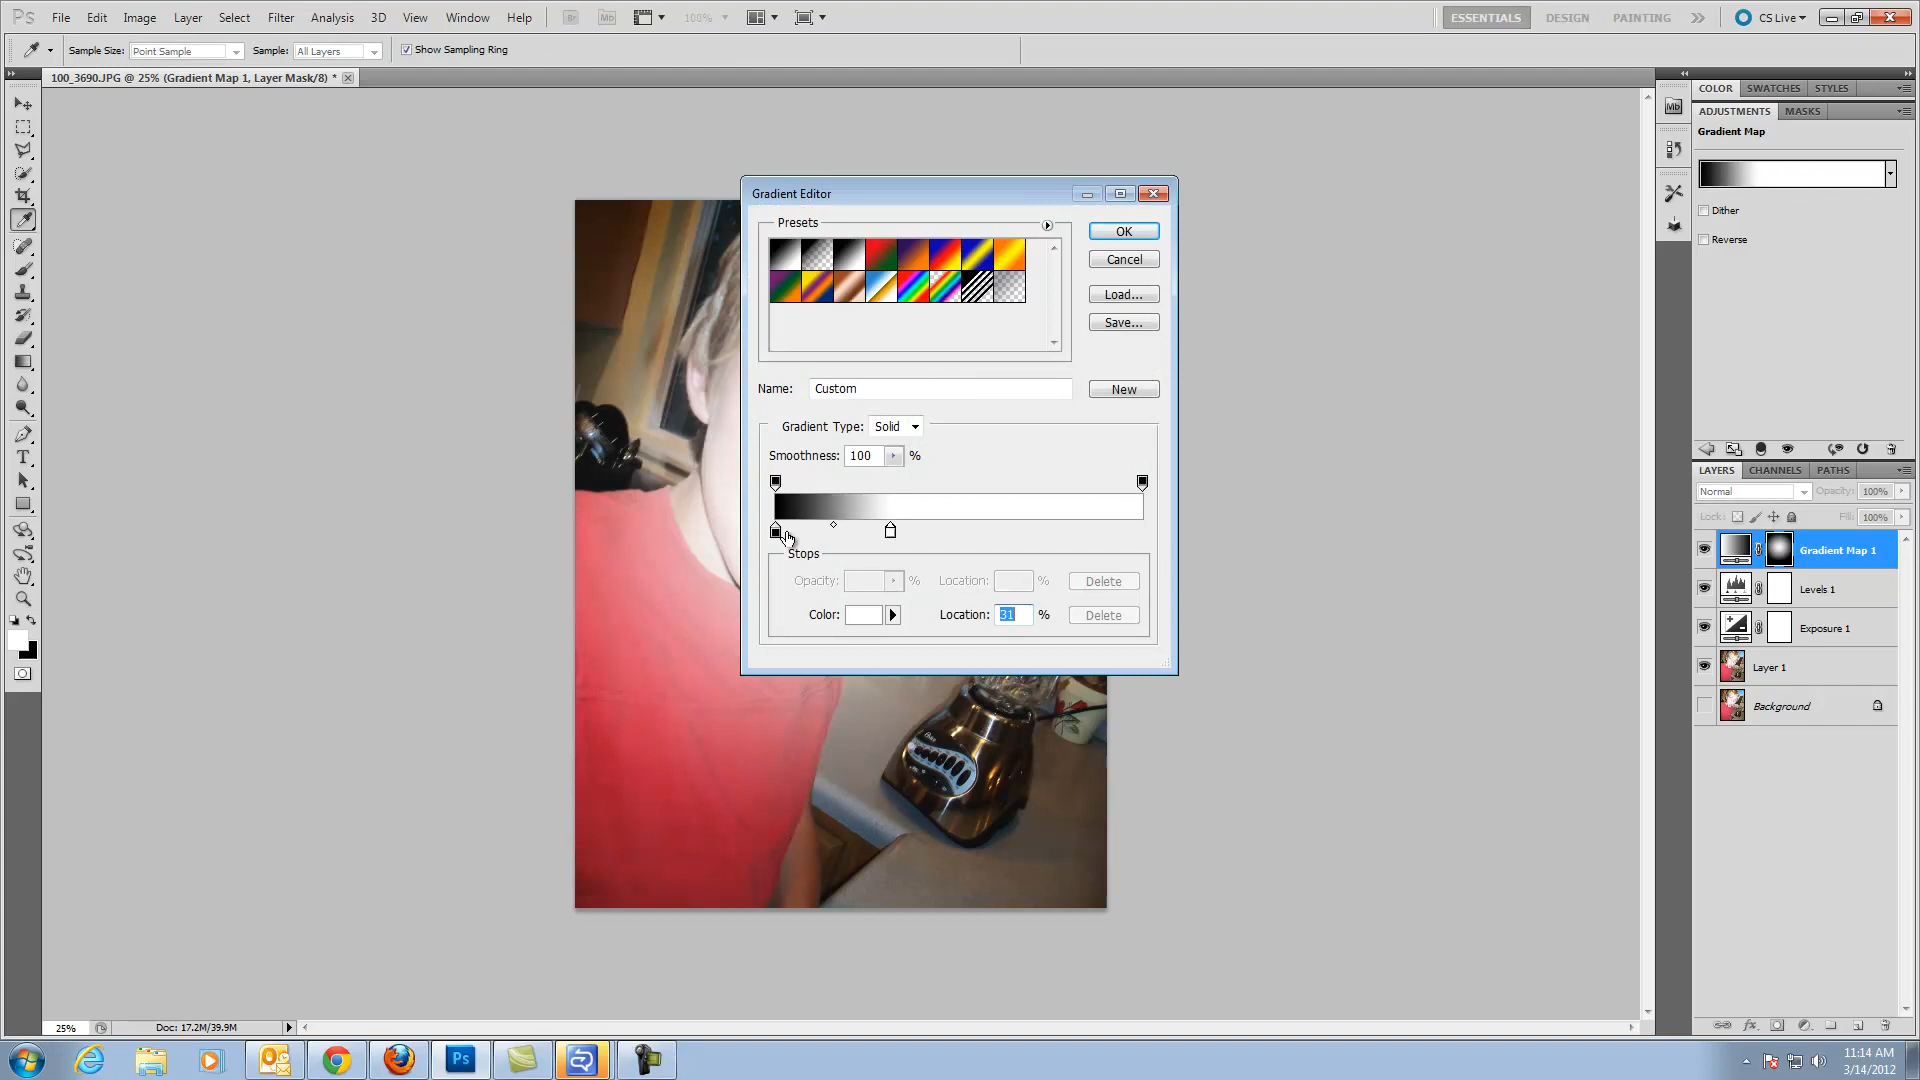 Ps File Edit Image Layer Select Filter Analysis 3D View Window Help Br Mb 100% ESSENTIALS DESIGN PAINTING CS Live
Sample Size: Point Sample Sample: All Layers Show Sampling Ring
100_3690.JPG @ 25% (Gradient Map 1, Layer Mask/8) *
COLOR SWATCHES STYLES
Mb
ADJUSTMENTS MASKS
Gradient Map
Dither
Reverse
Gradient Editor
Presets
OK
Cancel
Load...
Save...
Name: Custom New
Gradient Type: Solid
Smoothness: 100 %
Stops
Opacity: % Location: % Delete
Color: Location: 31 % Delete
LAYERS CHANNELS PATHS
Normal Opacity: 100%
Lock: Fill: 100%
Gradient Map 1
Levels 1
Exposure 1
Layer 1
Background
T
25% Doc: 17.2M/39.9M
Ps
11:14 AM
3/14/2012